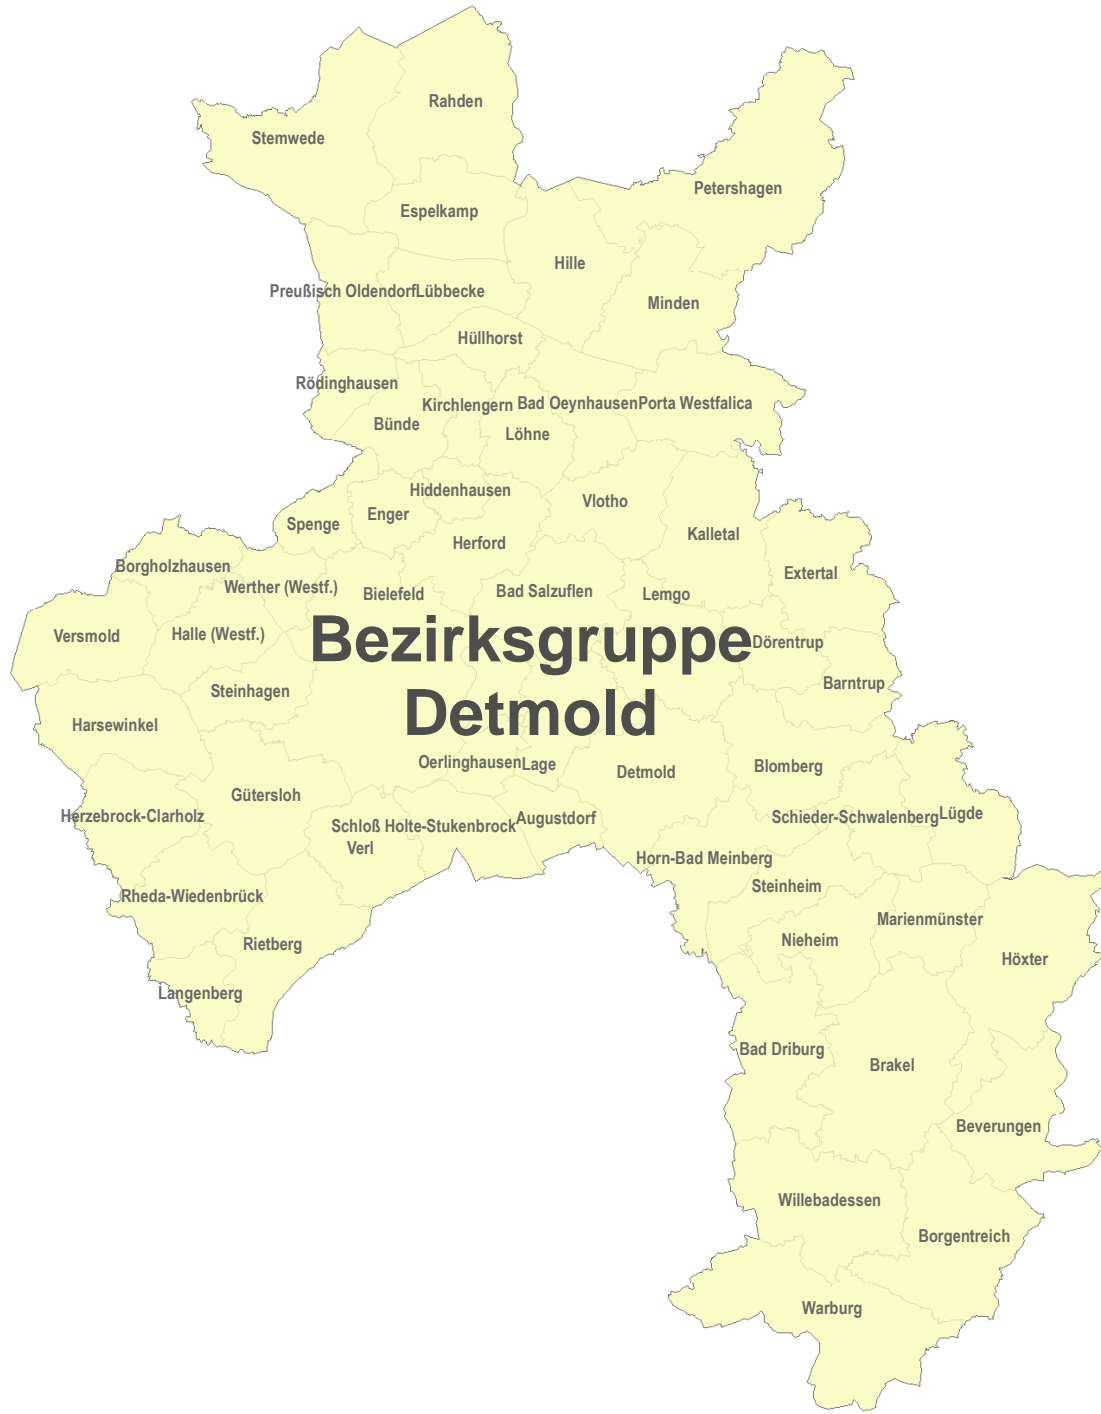 Rahden
Stemwede
Petershagen
Espelkamp
Hille
Preußisch Oldendorf
Lübbecke
Minden
Hüllhorst
Rödinghausen
Kirchlengern
Bad Oeynhausen
Porta Westfalica
Bünde
Löhne
Hiddenhausen
Vlotho
Enger
Spenge
Kalletal
Herford
Borgholzhausen
Extertal
Werther (Westf.)
Bielefeld
Bad Salzuflen
Lemgo
Versmold
Halle (Westf.)
Bezirksgruppe
Detmold
Dörentrup
Barntrup
Steinhagen
Harsewinkel
Oerlinghausen
Lage
Detmold
Blomberg
Gütersloh
Herzebrock-Clarholz
Schloß Holte-Stukenbrock
Augustdorf
Schieder-Schwalenberg
Lügde
Verl
Horn-Bad Meinberg
Steinheim
Rheda-Wiedenbrück
Marienmünster
Rietberg
Nieheim
Höxter
Langenberg
Bad Driburg
Brakel
Beverungen
Willebadessen
Borgentreich
Warburg